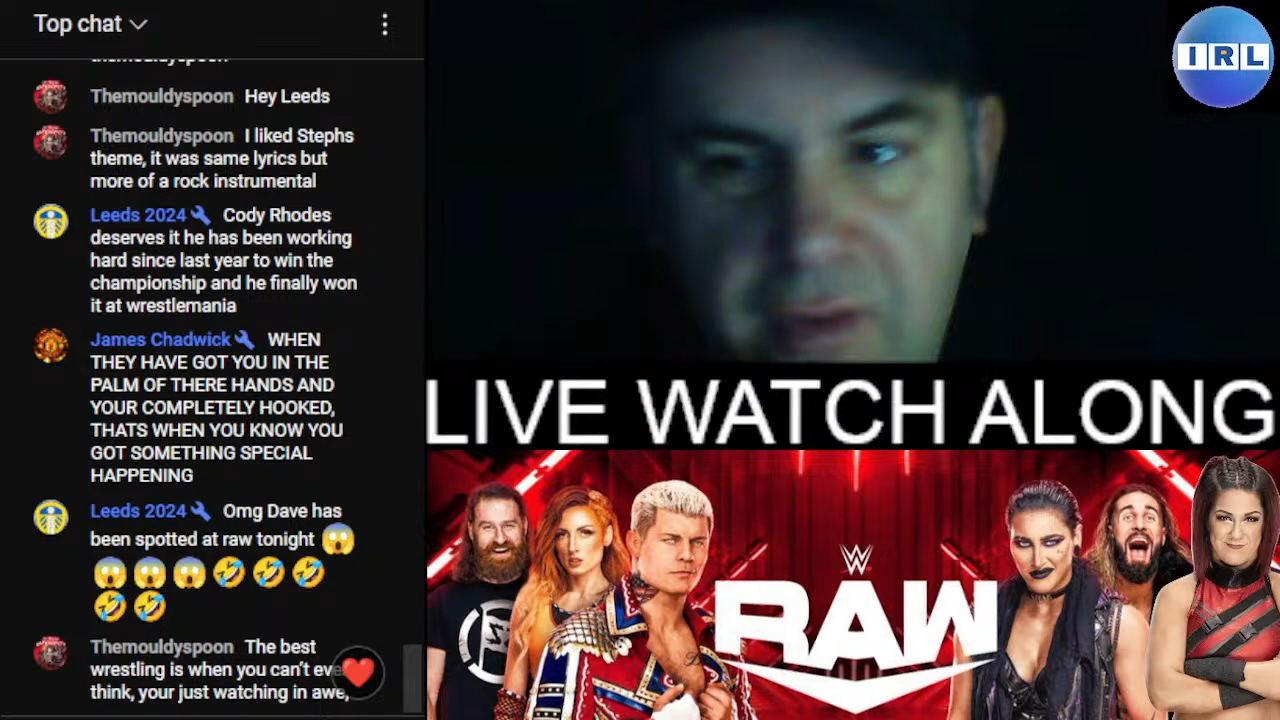 Top chat
themouldyspoon
Themouldyspoon Hey Leeds
Themouldyspoon I liked Stephs
theme, it was same lyrics but
more of a rock instrumental
Leeds 2024 Cody Rhodes
deserves it he has been working
hard since last year to win the
championship and he finally won
it at wrestlemania
James Chadwick WHEN
THEY HAVE GOT YOU IN THE
PALM OF THERE HANDS AND
YOUR COMPLETELY HOOKED,
THATS WHEN YOU KNOW YOU
GOT SOMETHING SPECIAL
HAPPENING
Leeds 2024 Omg Dave has
been spotted at raw tonight 😱
😱😱😱🤣🤣🤣
🤣🤣
Themouldyspoon The best
wrestling is when you can't eve
think, your just watching in awe,
IRL
LIVE WATCH ALONG
W
RAW